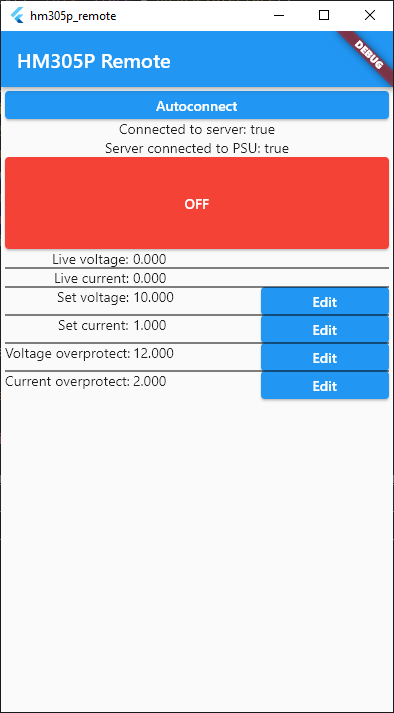 hm305p_remote
HM305P Remote
DEBUG
Autoconnect
Connected to server: true
Server connected to PSU: true
OFF
Live voltage: 0.000
Live current: 0.000
Set voltage: 10.000 Edit
Set current: 1.000 Edit
Voltage overprotect: 12.000 Edit
Current overprotect: 2.000 Edit